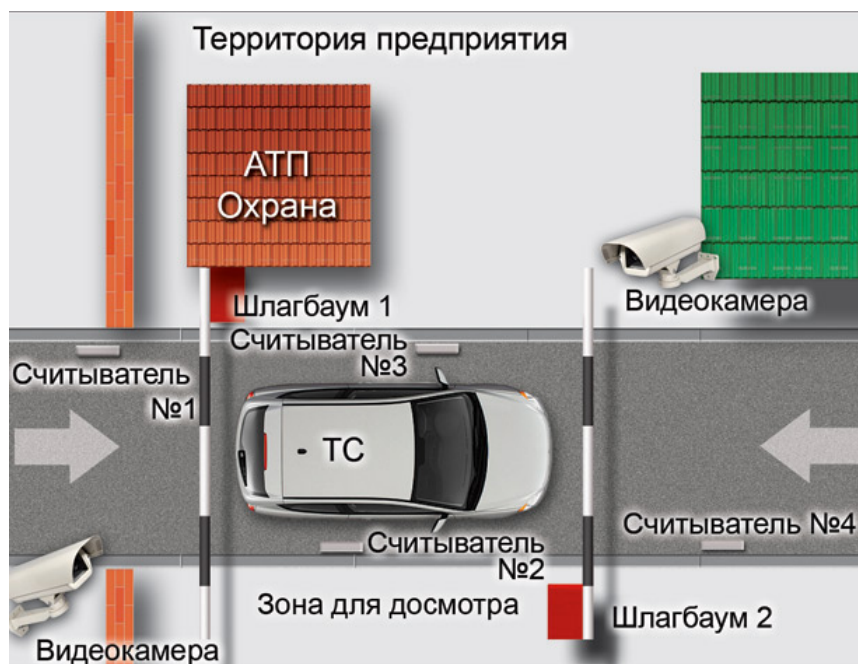 Территория предприятия
АТП
Охрана
Шлагбаум 1
Видеокамера
Считыватель
№3
Считыватель
№1
ТС
Считыватель №4
Считыватель
№2
Зона для досмотра
Шлагбаум 2
Видеокамера